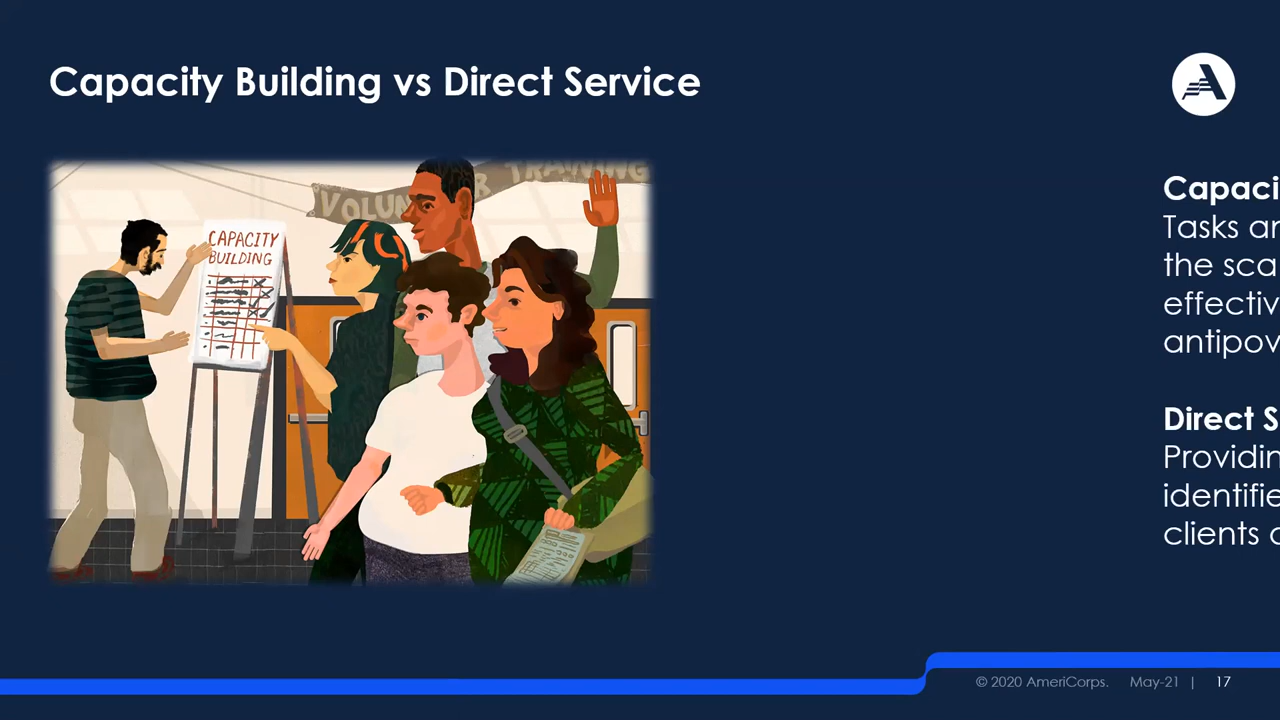 Capacity Building vs Direct Service
CAPACITY
BUILDING
TRAINING
Capaci
Tasks ar
the sca
effectiv
antipov
Direct S
Providin
identifie
clients
© 2020 AmeriCorps. May-21 | 17